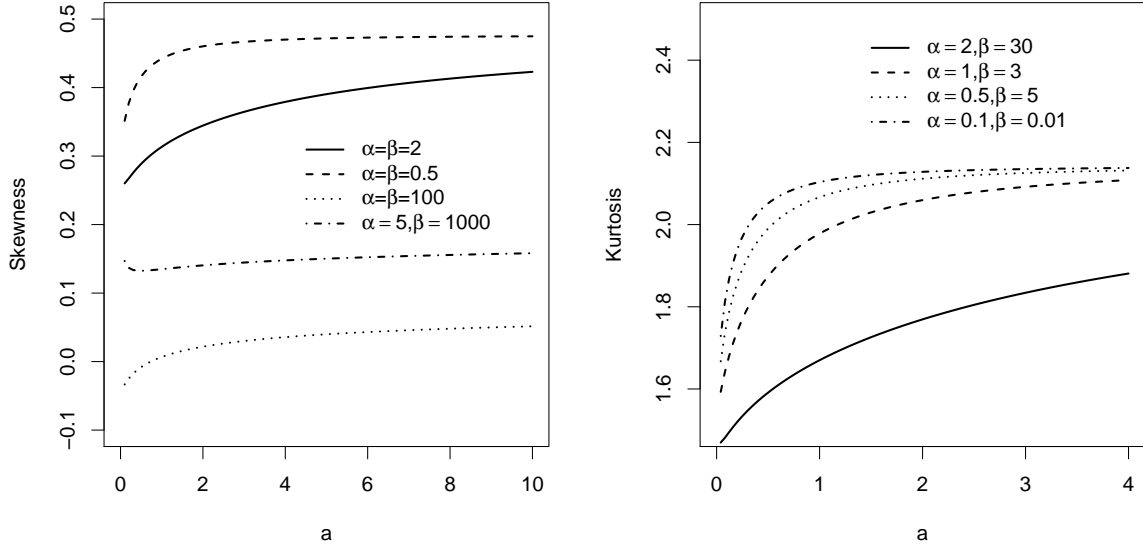 0.5
0.4
0.3
0.2
0.1
0.0
−0.1
Skewness
α=β=2
α=β=0.5
α=β=100
α = 5,β = 1000
0 2 4 6 8 10
a
2.4
2.2
2.0
1.8
1.6
Kurtosis
α = 2,β = 30
α = 1,β = 3
α = 0.5,β = 5
α = 0.1,β = 0.01
0 1 2 3 4
a